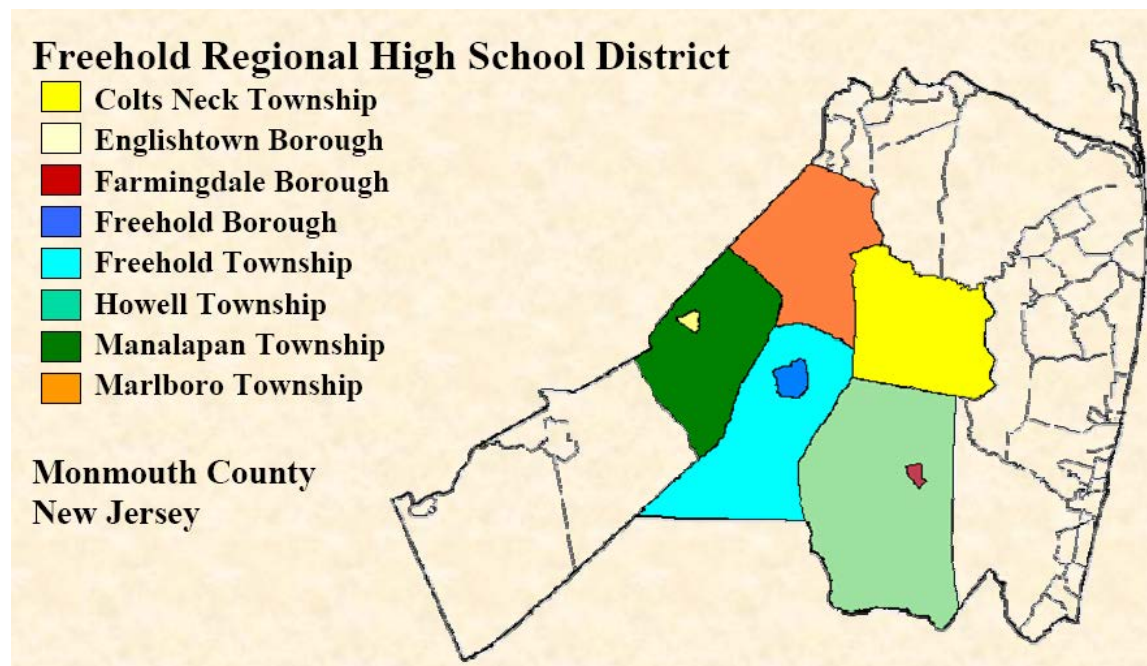 Freehold Regional High School District
Colts Neck Township
Englishtown Borough
Farmingdale Borough
Freehold Borough
Freehold Township
Howell Township
Manalapan Township
Marlboro Township
Monmouth County
New Jersey